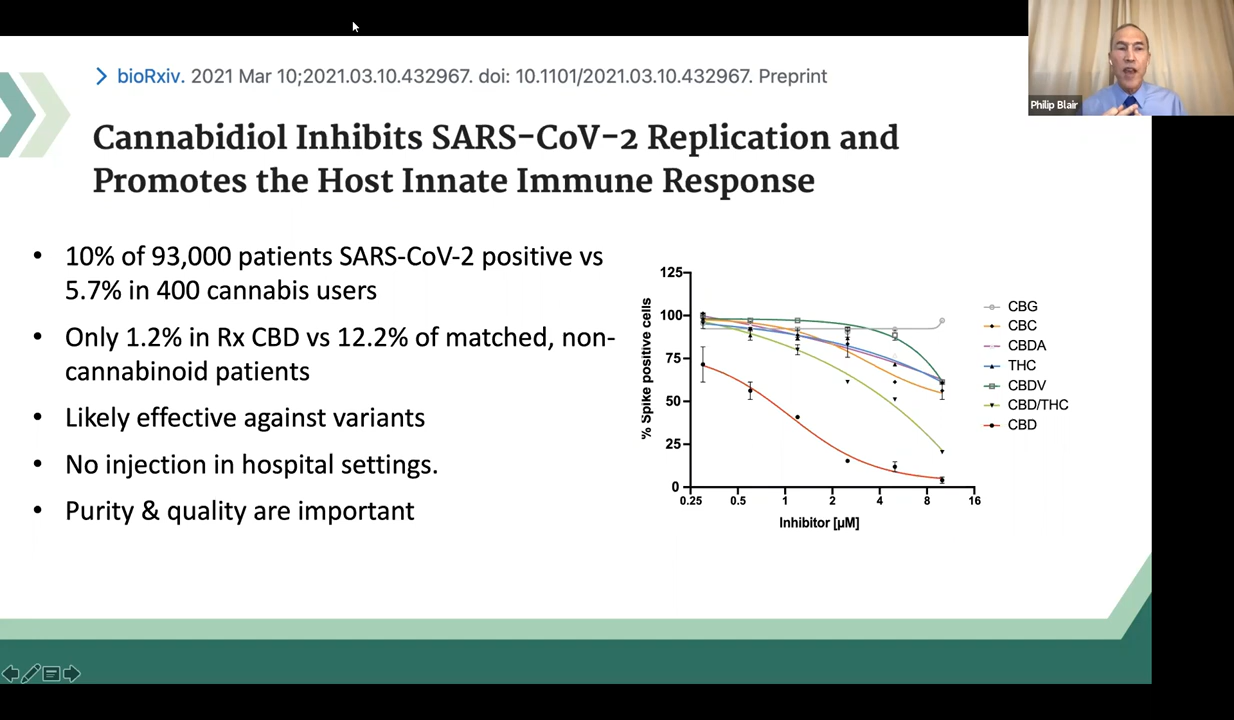 bioRxiv. 2021 Mar 10;2021.03.10.432967. doi: 10.1101/2021.03.10.432967. Preprint
Philip Blair
Cannabidiol Inhibits SARS-CoV-2 Replication and
Promotes the Host Innate Immune Response
• 10% of 93,000 patients SARS-CoV-2 positive vs
5.7% in 400 cannabis users
• Only 1.2% in Rx CBD vs 12.2% of matched, non-
cannabinoid patients
• Likely effective against variants
• No injection in hospital settings.
• Purity & quality are important
% Spike positive cells
125
100
75
50
25
0
0.25 0.5 1 2 4 8 16
Inhibitor [µM]
CBG
CBC
CBDA
THC
CBDV
CBD/THC
CBD